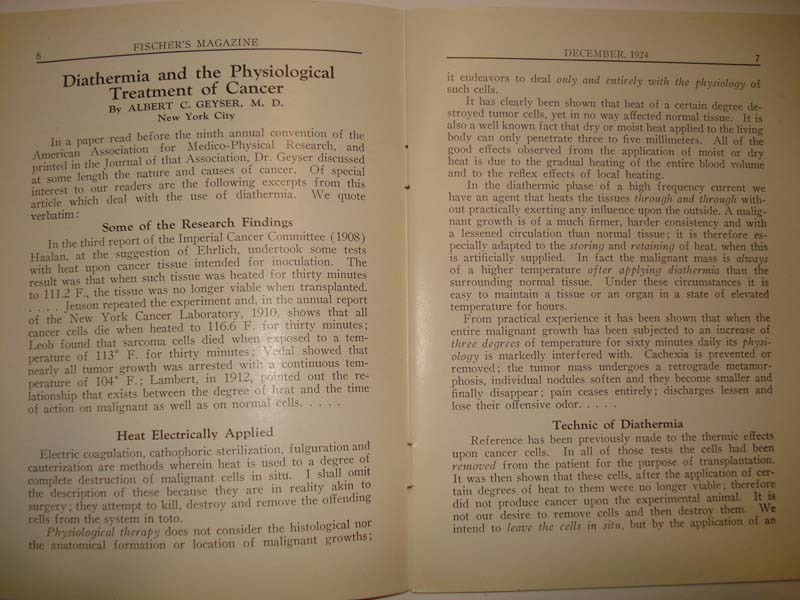 6
FISCHER'S MAGAZINE
Diathermia and the Physiological
Treatment of Cancer
By ALBERT C. GEYSER, M. D.
New York City
In a paper read before the ninth annual convention of the
American Association for Medico-Physical Research, and
printed in the Journal of that Association, Dr. Geyser discussed
at some length the nature and causes of cancer. Of special
interest to our readers are the following excerpts from this
article which deal with the use of diathermia. We quote
verbatim:
Some of the Research Findings
In the third report of the Imperial Cancer Committee (1908)
Haalan, at the suggestion of Ehrlich, undertook some tests
with heat upon cancer tissue intended for inoculation. The
result was that when such tissue was heated for thirty minutes
to 111.2 F., the tissue was no longer viable when transplanted.
. . . . Jenson repeated the experiment and, in the annual report
of the New York Cancer Laboratory, 1910, shows that all
cancer cells die when heated to 116.6 F. for thirty minutes;
Leob found that sarcoma cells died when exposed to a tem-
perature of 113° F. for thirty minutes; Vedal showed that
nearly all tumor growth was arrested with a continuous tem-
perature of 104° F.; Lambert, in 1912, pointed out the re-
lationship that exists between the degree of heat and the time
of action on malignant as well as on normal cells. . . . .
Heat Electrically Applied
Electric coagulation, cathophoric sterilization, fulguration and
cauterization are methods wherein heat is used to a degree of
complete destruction of malignant cells in situ. I shall omit
the description of these because they are in reality akin to
surgery; they attempt to kill, destroy and remove the offending
cells from the system in toto.
Physiological therapy does not consider the histological nor
the anatomical formation or location of malignant growths;
DECEMBER, 1924
7
it endeavors to deal only and entirely with the physiology of
such cells.
It has clearly been shown that heat of a certain degree de-
stroyed tumor cells, yet in no way affected normal tissue. It is
also a well known fact that dry or moist heat applied to the living
body can only penetrate three to five millimeters. All of the
good effects observed from the application of moist or dry
heat is due to the gradual heating of the entire blood volume
and to the reflex effects of local heating.
In the diathermic phase of a high frequency current we
have an agent that heats the tissues through and through with-
out practically exerting any influence upon the outside. A malig-
nant growth is of a much firmer, harder consistency and with
a lessened circulation than normal tissue; it is therefore es-
pecially adapted to the storing and retaining of heat, when this
is artificially supplied. In fact the malignant mass is always
of a higher temperature after applying diathermia than the
surrounding normal tissue. Under these circumstances it is
easy to maintain a tissue or an organ in a state of elevated
temperature for hours.
From practical experience it has been shown that when the
entire malignant growth has been subjected to an increase of
three degrees of temperature for sixty minutes daily its physi-
ology is markedly interfered with. Cachexia is prevented or
removed; the tumor mass undergoes a retrograde metamor-
phosis, individual nodules soften and they become smaller and
finally disappear; pain ceases entirely; discharges lessen and
lose their offensive odor. . . . .
Technic of Diathermia
Reference has been previously made to the thermic effects
upon cancer cells. In all of those tests the cells had been
removed from the patient for the purpose of transplantation.
It was then shown that these cells, after the application of cer-
tain degrees of heat to them were no longer viable; therefore
did not produce cancer upon the experimental animal. It is
not our desire to remove cells and then destroy them. We
intend to leave the cells in situ, but by the application of an